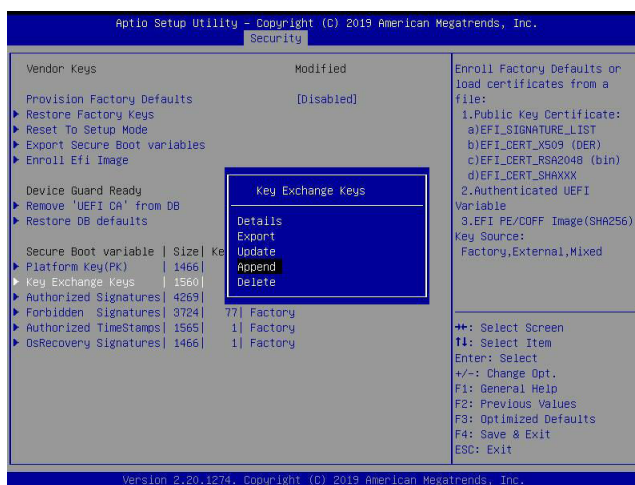 Aptio Setup Utility – Copyright (C) 2019 American Megatrends, Inc.
Security
Vendor Keys Modified
Provision Factory Defaults [Disabled]
Restore Factory Keys
Reset To Setup Mode
Export Secure Boot variables
Enroll Efi Image
Device Guard Ready
Remove 'UEFI CA' from DB
Restore DB defaults
Secure Boot variable | Size| Ke
Platform Key(PK) | 1466|
Key Exchange Keys | 1560|
Authorized Signatures| 4269|
Forbidden Signatures| 3724| 77| Factory
Authorized TimeStamps| 1565| 1| Factory
OsRecovery Signatures| 1466| 1| Factory
Key Exchange Keys
Details
Export
Update
Append
Delete
Enroll Factory Defaults or
load certificates from a
file:
1.Public Key Certificate:
a)EFI_SIGNATURE_LIST
b)EFI_CERT_X509 (DER)
c)EFI_CERT_RSA2048 (bin)
d)EFI_CERT_SHAXXX
2.Authenticated UEFI
Variable
3.EFI PE/COFF Image(SHA256)
Key Source:
Factory,External,Mixed
→←: Select Screen
↑↓: Select Item
Enter: Select
+/-: Change Opt.
F1: General Help
F2: Previous Values
F3: Optimized Defaults
F4: Save & Exit
ESC: Exit
Version 2.20.1274. Copyright (C) 2019 American Megatrends, Inc.